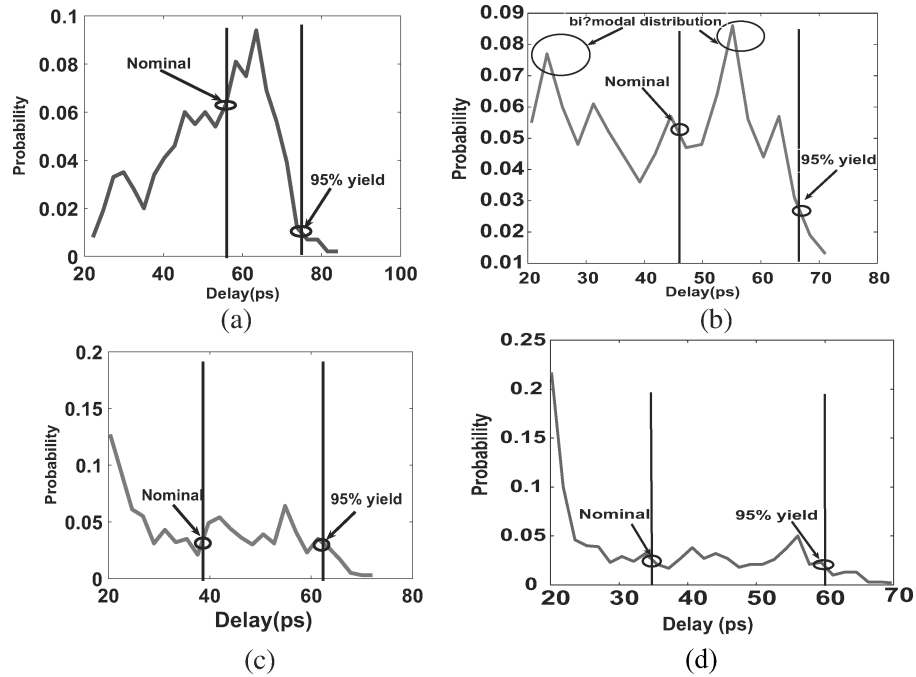 0.1
0.08
0.06
0.04
0.02
0
Probability
Nominal
95% yield
20 40 60 80 100
Delay(ps)
(a)
0.09
0.08
0.07
0.06
0.05
0.04
0.03
0.02
0.01
Probability
bi?modal distribution
Nominal
95% yield
20 30 40 50 60 70 80
Delay(ps)
(b)
0.2
0.15
0.1
0.05
0
Probability
Nominal
95% yield
20 40 60 80
Delay(ps)
(c)
0.25
0.2
0.15
0.1
0.05
0
Probability
Nominal
95% yield
20 30 40 50 60 70
Delay (ps)
(d)